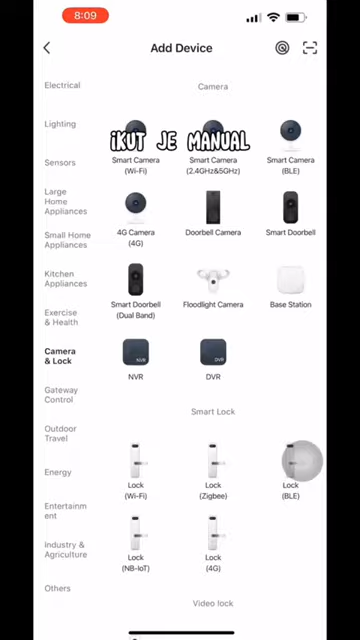 8:09
Add Device
Electrical
Lighting
Sensors
Large
Home
Appliances
Small Home
Appliances
Kitchen
Appliances
Exercise
& Health
Camera
& Lock
Gateway
Control
Outdoor
Travel
Energy
Entertainm
ent
Industry &
Agriculture
Others
Camera
iKUT JE MANUAL
Smart Camera
(Wi-Fi)
Smart Camera
(2.4GHz&5GHz)
Smart Camera
(BLE)
4G Camera
(4G)
Doorbell Camera
Smart Doorbell
Smart Doorbell
(Dual Band)
Floodlight Camera
Base Station
NVR
NVR
DVR
DVR
Smart Lock
Lock
(Wi-Fi)
Lock
(Zigbee)
Lock
(BLE)
Lock
(NB-IoT)
Lock
(4G)
Video lock